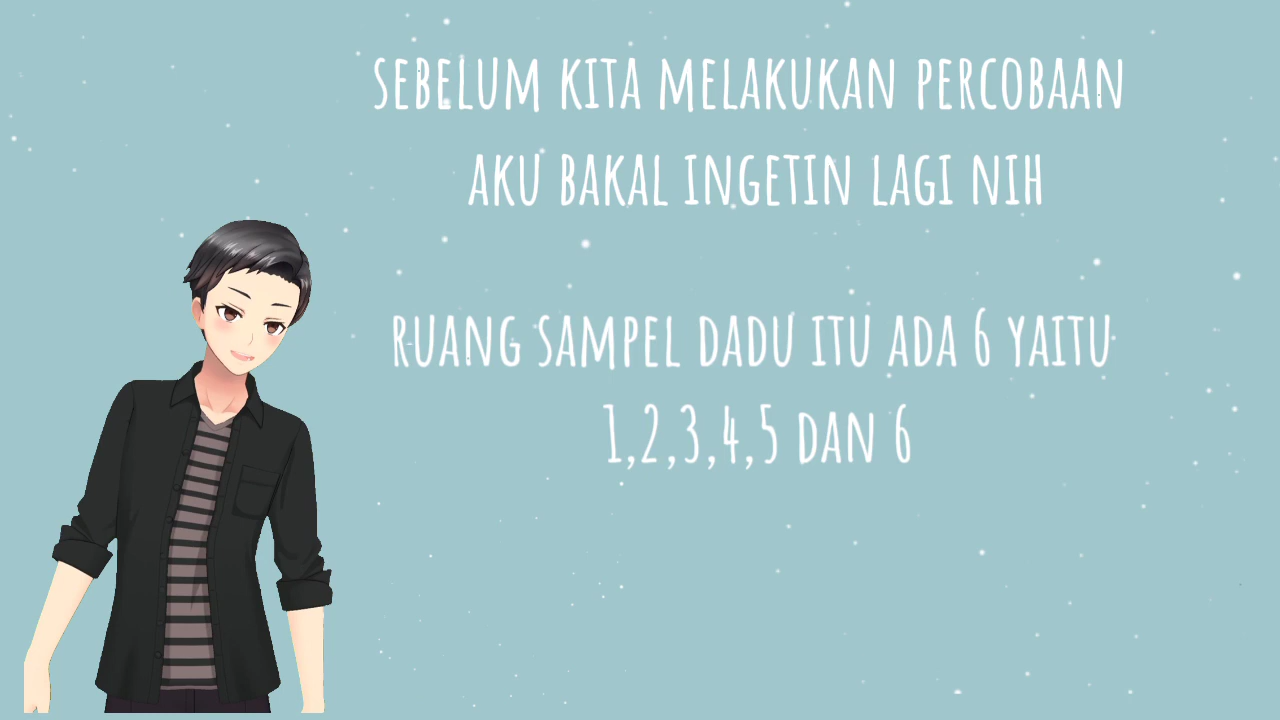 SEBELUM KITA MELAKUKAN PERCOBAAN
AKU BAKAL INGETIN LAGI NIH
RUANG SAMPEL DADU ITU ADA 6 YAITU
1,2,3,4,5 DAN 6